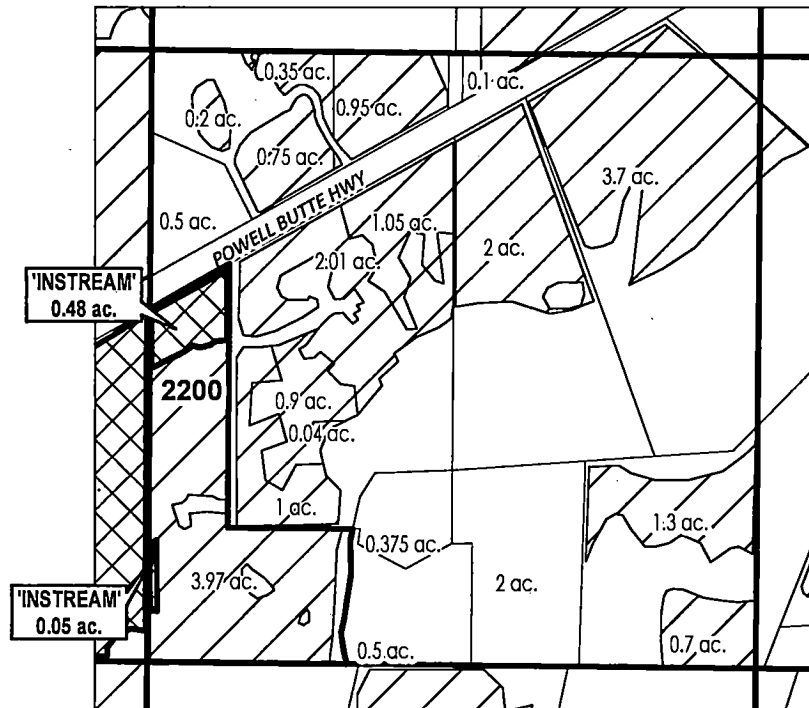 0.35 ac.
0.1 ac.
0.2 ac.
0.95 ac.
0.75 ac.
3.7 ac.
0.5 ac.
POWELL BUTTE HWY
1.05 ac.
2.01 ac.
2 ac.
'INSTREAM'
0.48 ac.
2200
0.9 ac.
0.04 ac.
1 ac.
1.3 ac.
0.375 ac.
3.97 ac.
2 ac.
'INSTREAM'
0.05 ac.
0.5 ac.
0.7 ac.